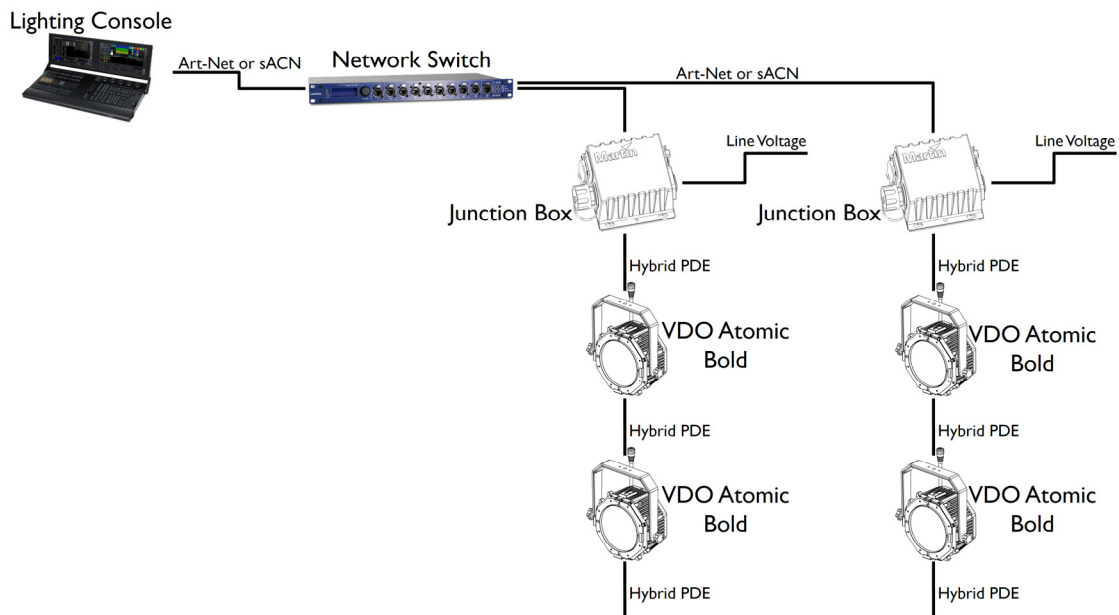 Lighting Console
Art-Net or sACN
Network Switch
Art-Net or sACN
Martin
Line Voltage
Junction Box
Martin
Line Voltage
Junction Box
Hybrid PDE
Hybrid PDE
VDO Atomic
Bold
VDO Atomic
Bold
Hybrid PDE
Hybrid PDE
VDO Atomic
Bold
VDO Atomic
Bold
Hybrid PDE
Hybrid PDE